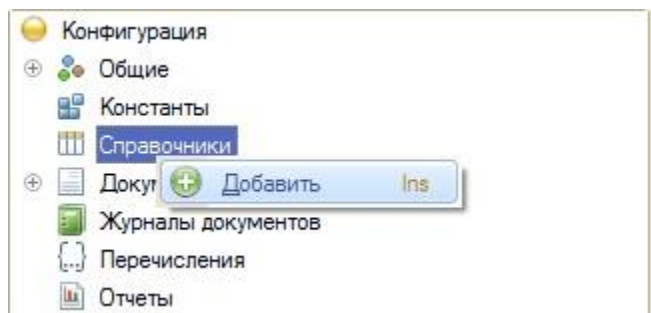 Конфигурация
Общие
Константы
Справочники
Добавить Ins
Журналы документов
Перечисления
Отчеты